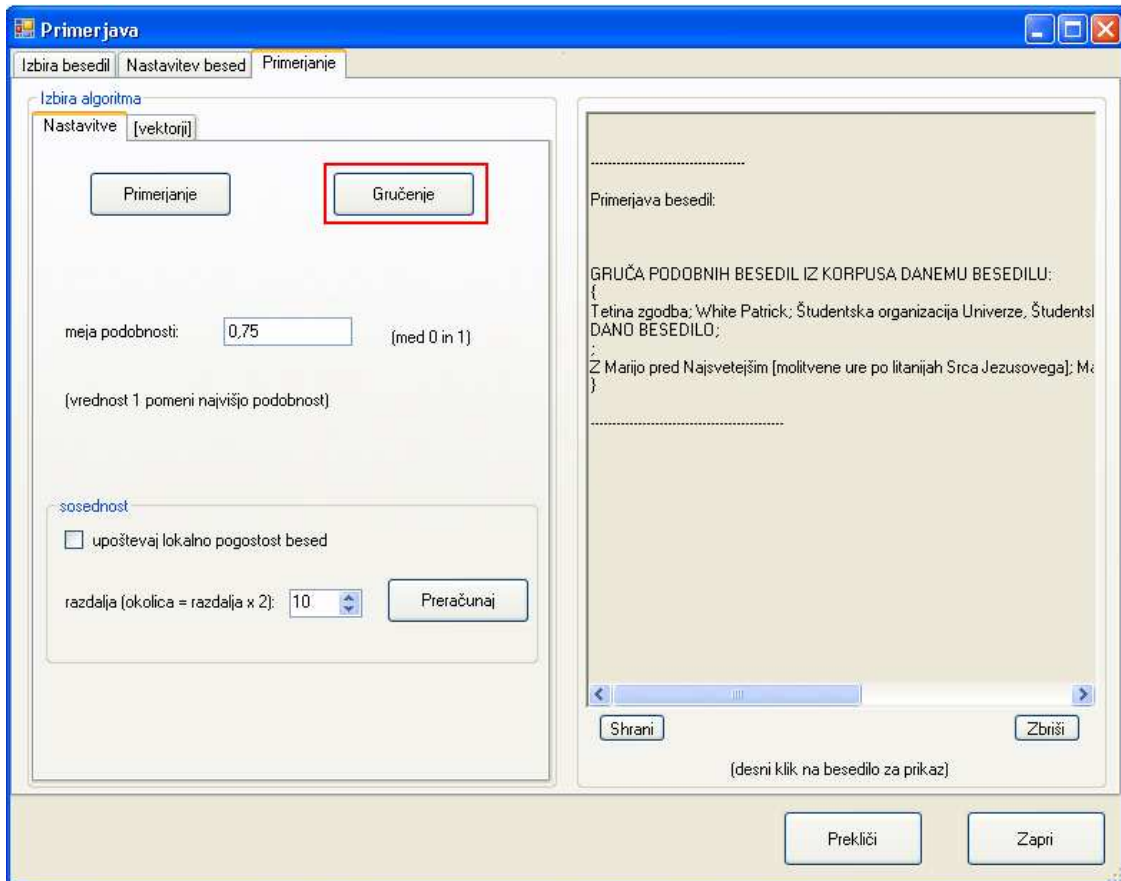 Primerjava
Izbira besedil Nastavitev besed Primerjanje
Izbira algoritma
Nastavitve [vektorji]
Primerjanje Gručenje
meja podobnosti: 0,75 (med 0 in 1)
(vrednost 1 pomeni najvišjo podobnost)
sosednost
upoštevaj lokalno pogostost besed
razdalja (okolica = razdalja x 2): 10 Preračunaj
------------------------------------
Primerjava besedil:
GRUČA PODOBNIH BESEDIL IZ KORPUSA DANEMU BESEDILU:
{
Tetina zgodba; White Patrick; Študentska organizacija Univerze, Študentsl
DANO BESEDILO;
;
Z Marijo pred Najsvetejšim [molitvene ure po litanijah Srca Jezusovega]; Ma
}
---------------------------------------------
Shrani Zbriši
(desni klik na besedilo za prikaz)
Prekliči Zapri